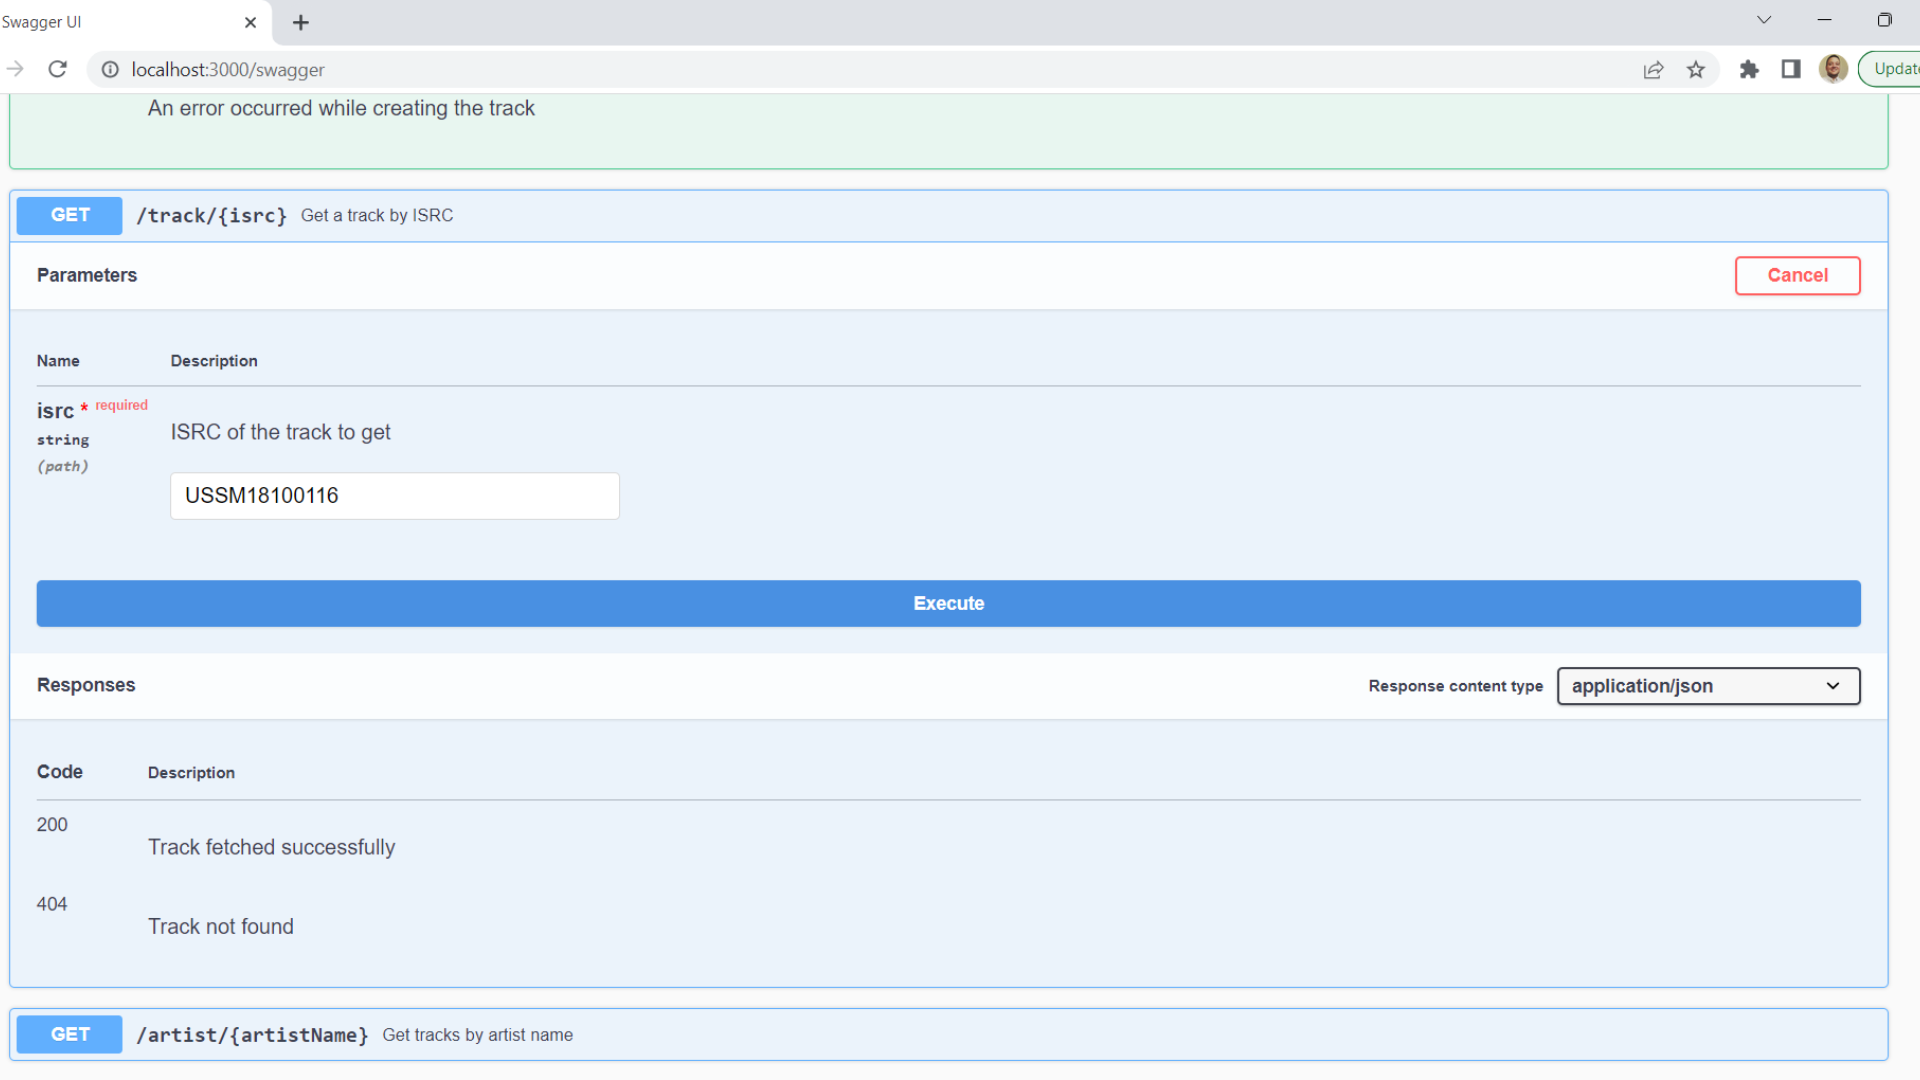 Swagger UI
localhost:3000/swagger
Update
An error occurred while creating the track
GET /track/{isrc} Get a track by ISRC
Parameters
Cancel
Name Description
isrc * required
string
(path)
ISRC of the track to get
USSM18100116
Execute
Responses
Response content type application/json
Code Description
200
Track fetched successfully
404
Track not found
GET /artist/{artistName} Get tracks by artist name